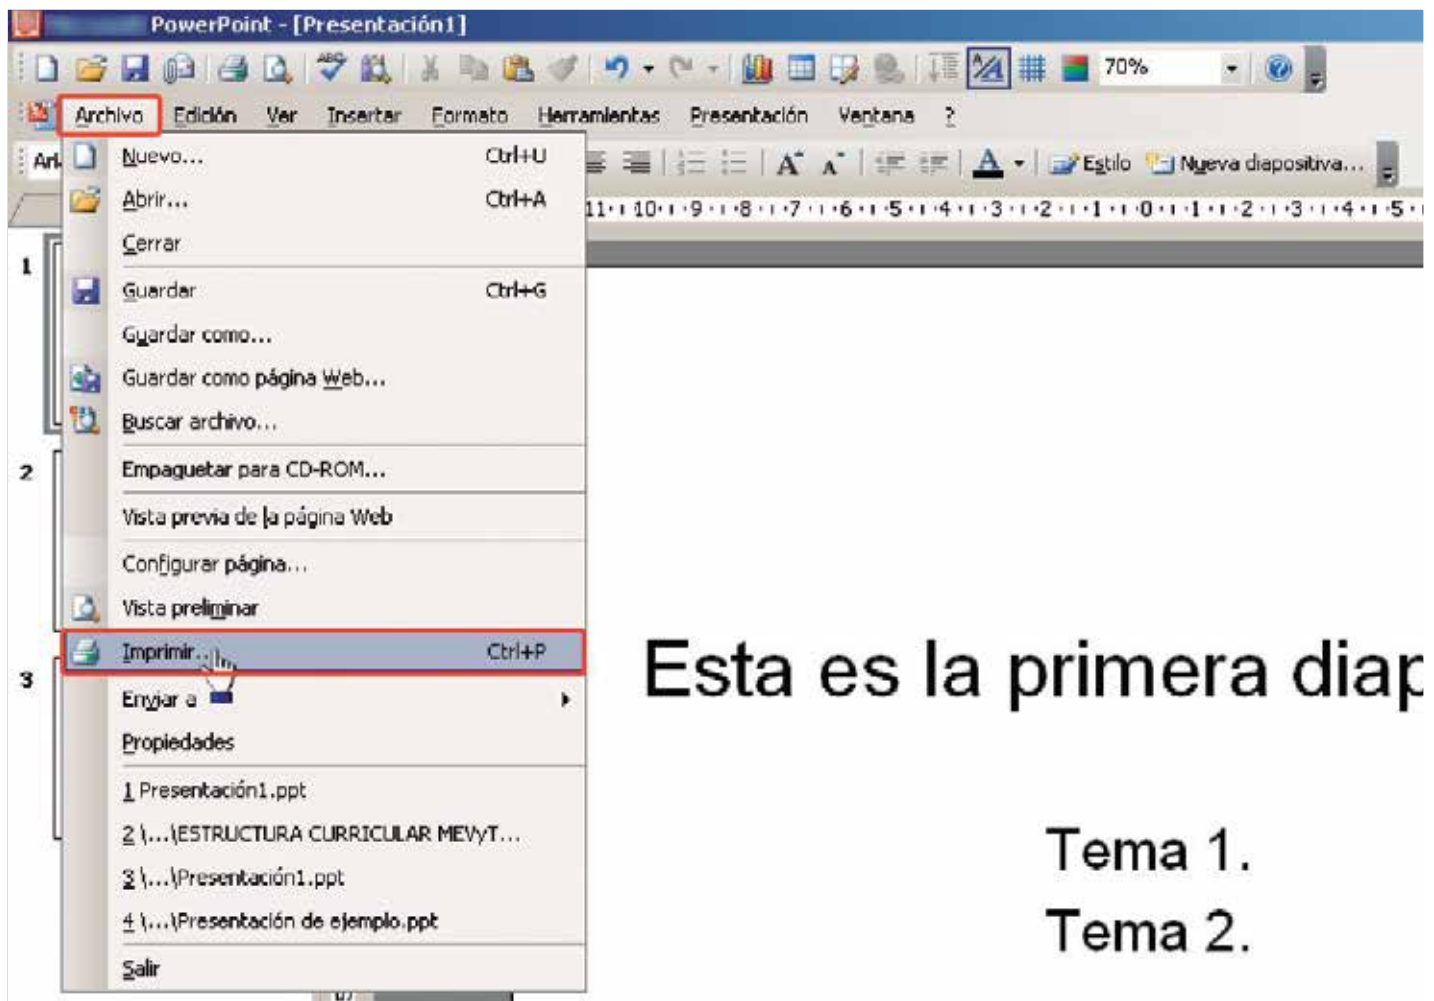 PowerPoint - [Presentación1]
70%
Archivo Edición Ver Insertar Formato Herramientas Presentación Ventana ?
Estilo Nueva diapositiva...
Nuevo... Ctrl+U
Abrir... Ctrl+A
11 10 9 8 7 6 5 4 3 2 1 0 1 2 3 4 5
Cerrar
1
Guardar Ctrl+G
Guardar como...
Guardar como página Web...
Buscar archivo...
Empaquetar para CD-ROM...
2
Vista previa de la página Web
Configurar página...
Vista preliminar
Imprimir... Ctrl+P
Esta es la primera diap
3
Enviar a
Propiedades
1 Presentación1.ppt
2 \...\ESTRUCTURA CURRICULAR MEVyT...
Tema 1.
3 \...\Presentación1.ppt
4 \...\Presentación de ejemplo.ppt
Tema 2.
Salir